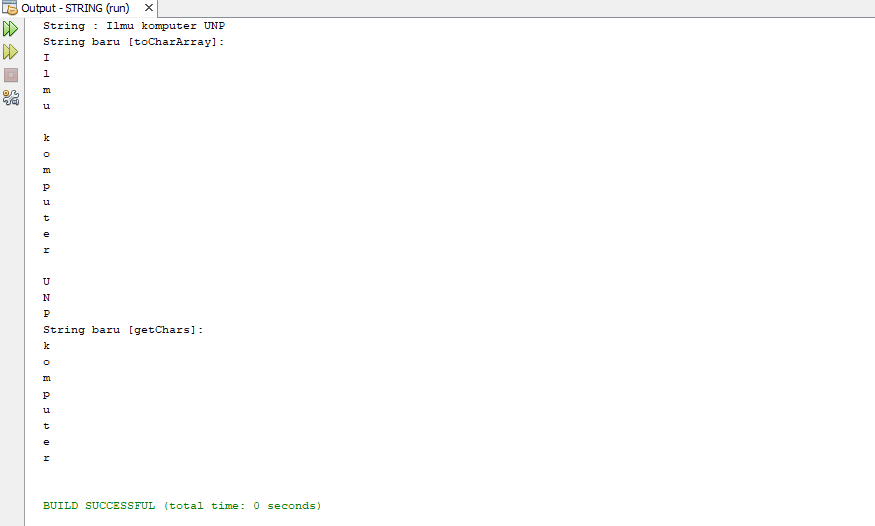 Output - STRING (run)
String : Ilmu komputer UNP
String baru [toCharArray]:
I
l
m
u
k
o
m
p
u
t
e
r
U
N
P
String baru [getChars]:
k
o
m
p
u
t
e
r
BUILD SUCCESSFUL (total time: 0 seconds)